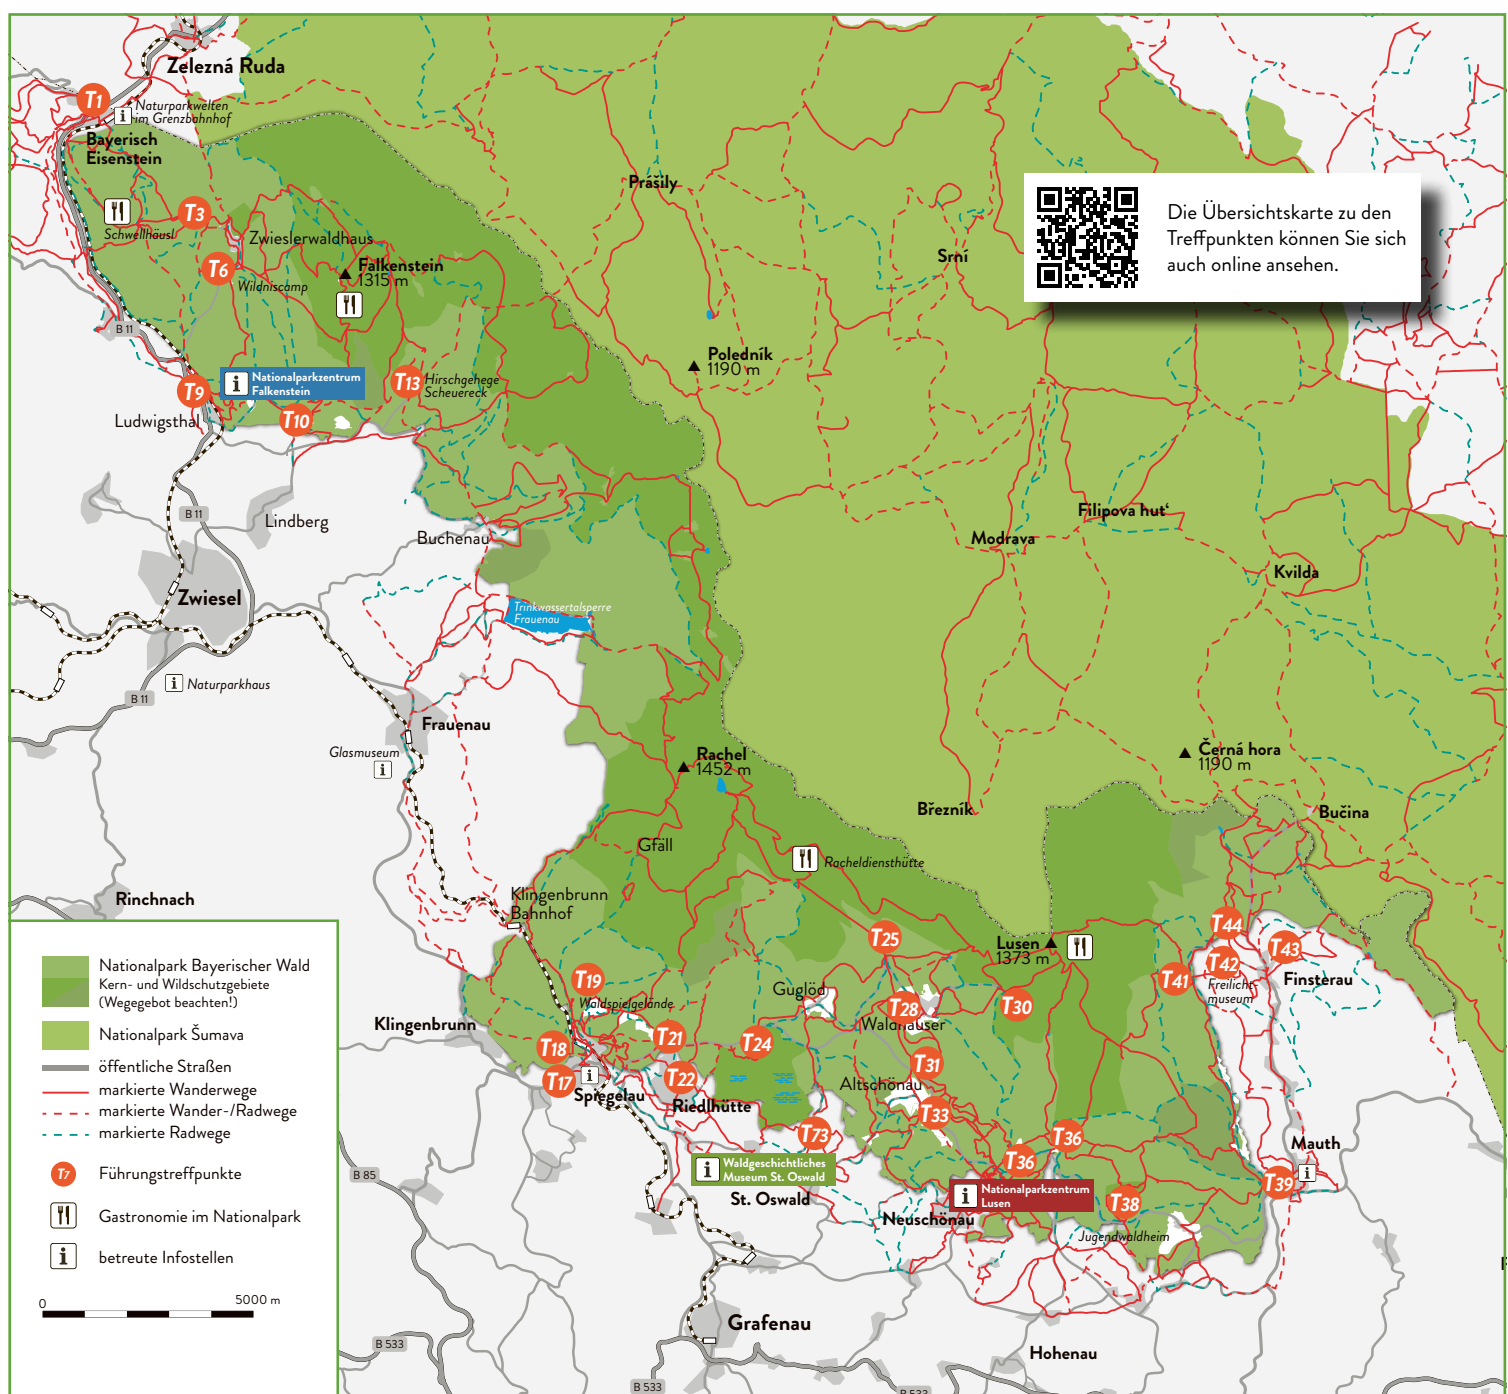 Zelezná Ruda
T1
i
Naturparkwelten
im Grenzbahnhof
Bayerisch
Eisenstein
Schwellhäusl
T3
Zwieslerwaldhaus
T6
Wildniscamp
Falkenstein
1315 m
B 11
Prášily
Srní
Die Übersichtskarte zu den
Treffpunkten können Sie sich
auch online ansehen.
Poledník
1190 m
T9
i
Nationalparkzentrum
Falkenstein
T13
Hirschgehege
Scheuereck
Ludwigsthal
T10
B 11
Lindberg
Buchenau
Filipova hut‘
Modrava
Kvilda
Zwiesel
Trinkwassertalsperre
Frauenau
i
Naturparkhaus
B 11
Frauenau
Glasmuseum
i
Rachel
1452 m
Černá hora
1190 m
Březník
Bučina
Gfäll
Racheldiensthütte
Rinchnach
Klingenbrunn
Bahnhof
T25
Lusen
1373 m
T44
T43
T42
T41
Freilicht-
museum
Finsterau
T19
Waldspielgelände
Guglöd
T28
Waldhäuser
T30
Klingenbrunn
T18
T21
T24
T31
T17
i
Spiegelau
T22
Riedlhütte
Altschönau
T33
T73
T36
T36
Mauth
i
T39
i
Waldgeschichtliches
Museum St. Oswald
St. Oswald
i
Nationalparkzentrum
Lusen
Neuschönau
T38
Jugendwaldheim
B 85
Grafenau
Hohenau
B 533
B 533
B 533
Nationalpark Bayerischer Wald
Kern- und Wildschutzgebiete
(Wegegebot beachten!)
Nationalpark Šumava
öffentliche Straßen
markierte Wanderwege
markierte Wander-/Radwege
markierte Radwege
T7
Führungstreffpunkte
Gastronomie im Nationalpark
i
betreute Infostellen
0
5000 m